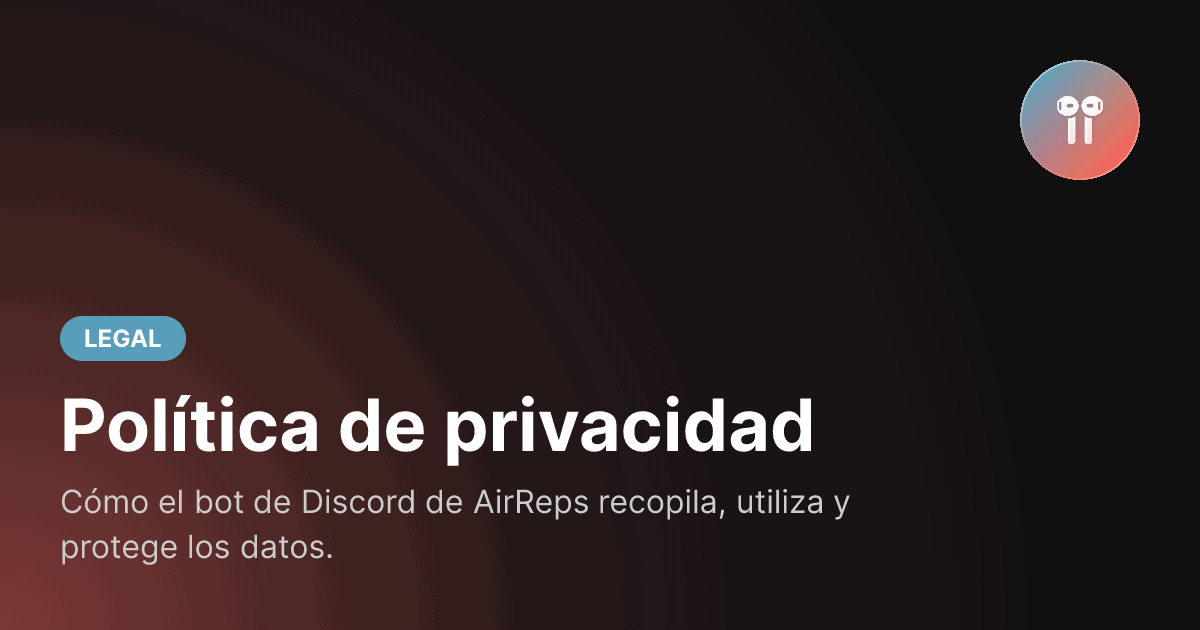 LEGAL
Política de privacidad
Cómo el bot de Discord de AirReps recopila, utiliza y
protege los datos.